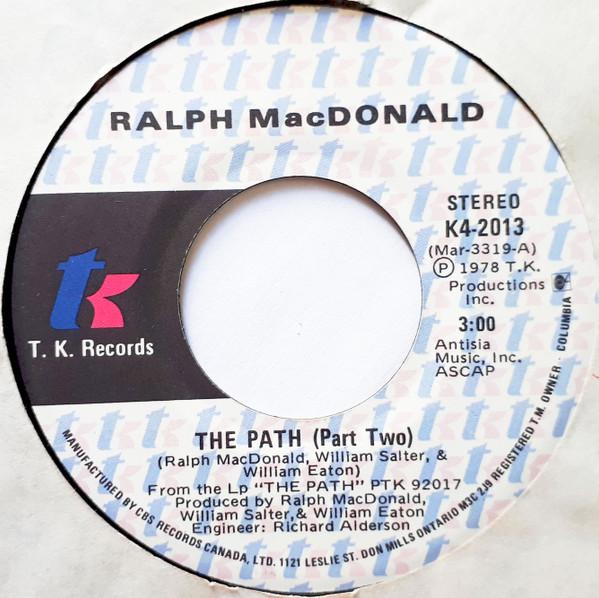 RALPH MacDONALD
STEREO
K4-2013
(Mar-3319-A)
Ⓟ 1978 T.K.
Productions
Inc.
3:00
Antisia
Music, Inc.
ASCAP
tk
T. K. Records
THE PATH (Part Two)
(Ralph MacDonald, William Salter, &
William Eaton)
From the Lp "THE PATH" PTK 92017
Produced by Ralph MacDonald,
William Salter,& William Eaton
Engineer: Richard Alderson
MANUFACTURED BY CBS RECORDS CANADA, LTD. 1121 LESLIE ST. DON MILLS ONTARIO M3C 2J9 REGISTERED T.M. OWNER · COLUMBIA